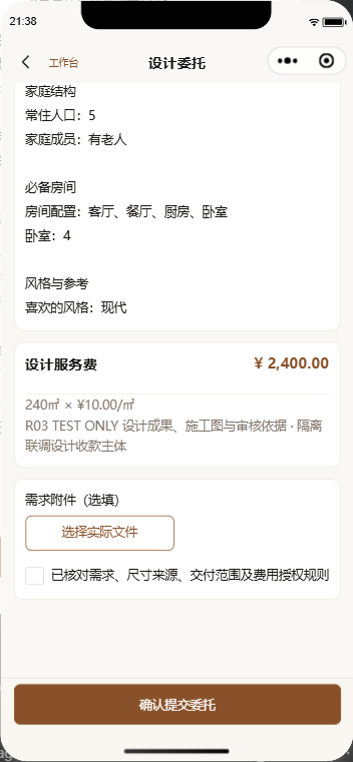 21:38
工作台
设计委托
家庭结构
常住人口：5
家庭成员：有老人
必备房间
房间配置：客厅、餐厅、厨房、卧室
卧室：4
风格与参考
喜欢的风格：现代
设计服务费
¥ 2,400.00
240㎡ × ¥10.00/㎡
R03 TEST ONLY 设计成果、施工图与审核依据 · 隔离
联调设计收款主体
需求附件（选填）
选择实际文件
已核对需求、尺寸来源、交付范围及费用授权规则
确认提交委托